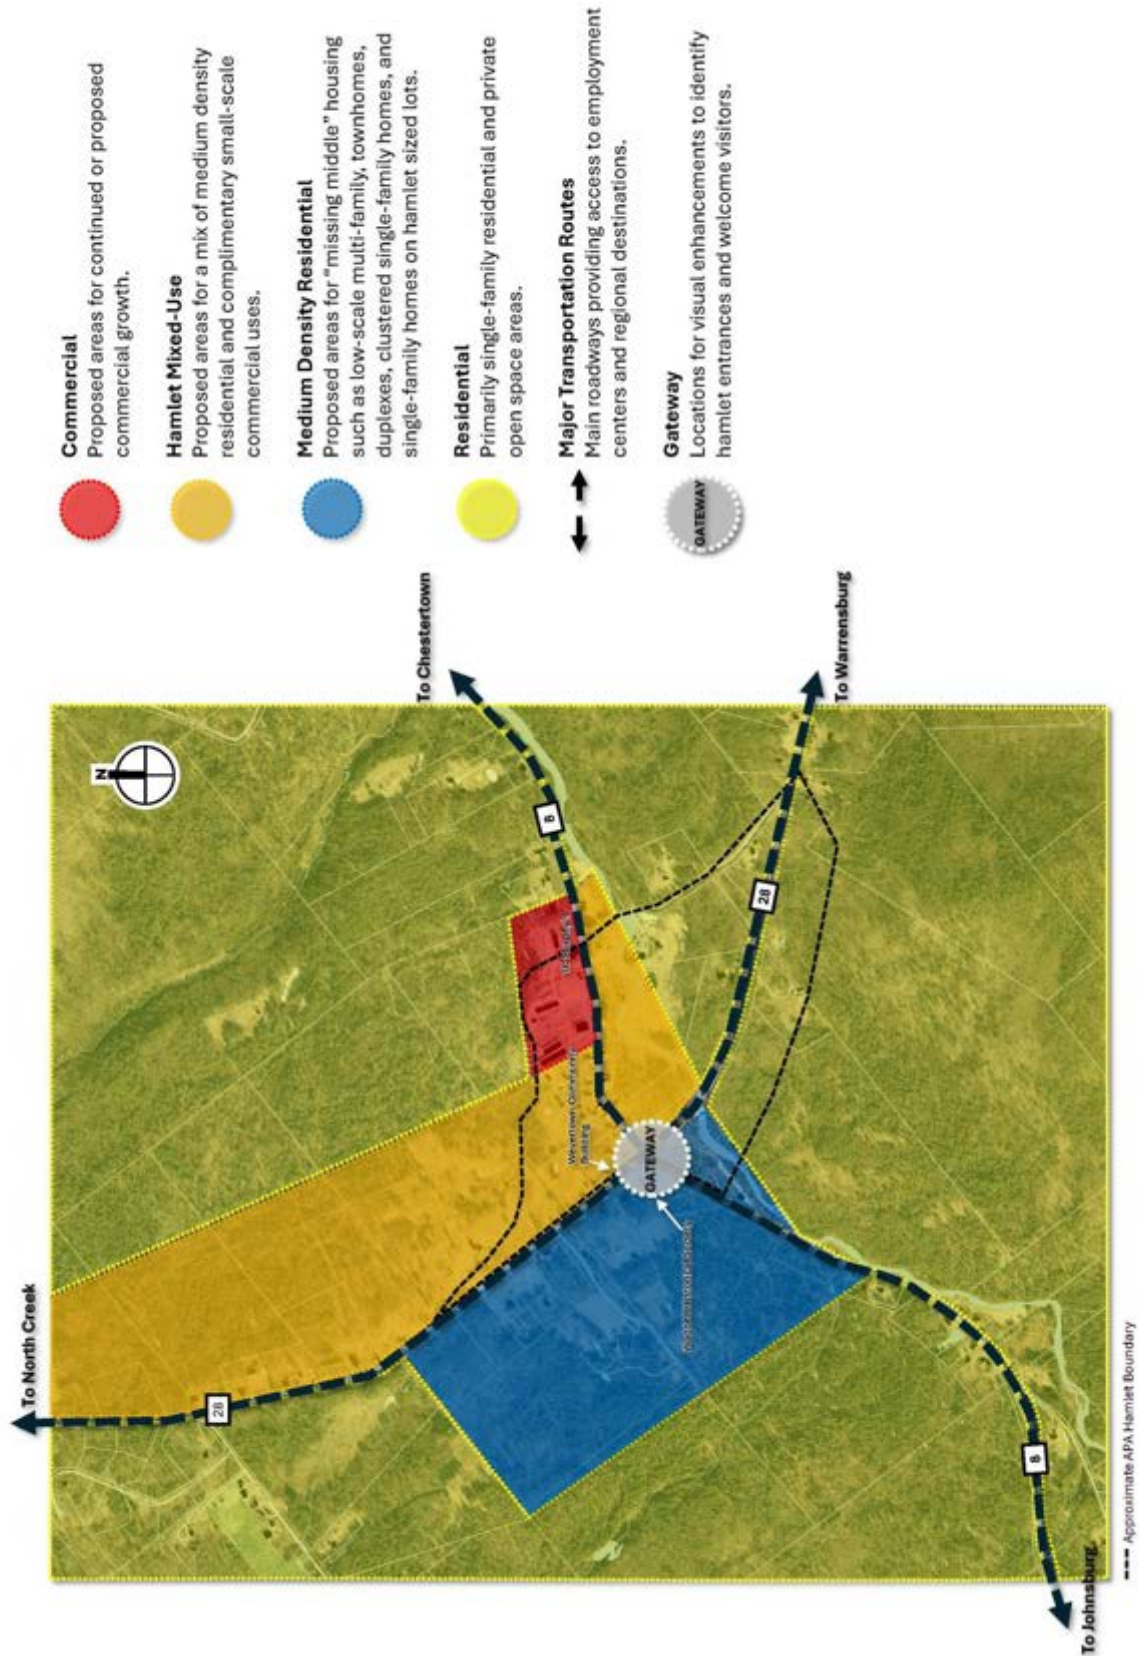 Commercial
Proposed areas for continued or proposed
commercial growth.
Hamlet Mixed-Use
Proposed areas for a mix of medium density
residential and complimentary small-scale
commercial uses.
Medium Density Residential
Proposed areas for “missing middle” housing
such as low-scale multi-family, townhomes,
duplexes, clustered single-family homes, and
single-family homes on hamlet sized lots.
Residential
Primarily single-family residential and private
open space areas.
Major Transportation Routes
Main roadways providing access to employment
centers and regional destinations.
GATEWAY
Gateway
Locations for visual enhancements to identify
hamlet entrances and welcome visitors.
To North Creek
28
N
To Chestertown
8
Wevertown
Building
GATEWAY
28
To Warrensburg
8
To Johnsburg
Approximate APA Hamlet Boundary